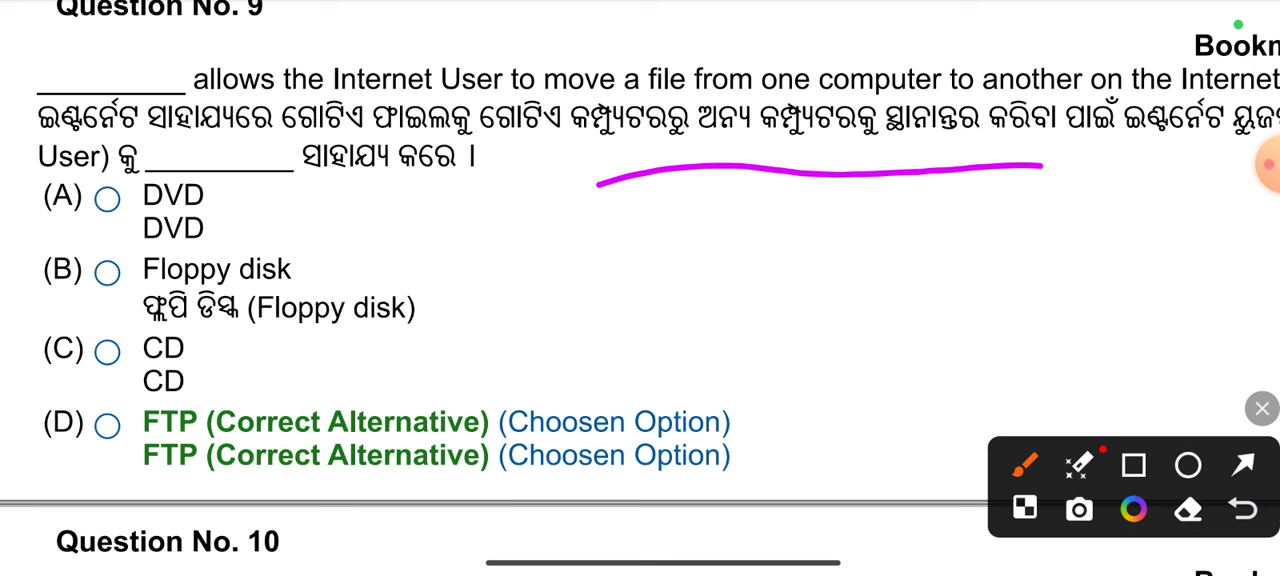 Question No. 9
__________ allows the Internet User to move a file from one computer to another on the Internet
ଇଣ୍ଟର୍ନେଟ ସାହାଯ୍ୟରେ ଗୋଟିଏ ଫାଇଲକୁ ଗୋଟିଏ କମ୍ପ୍ୟୁଟରରୁ ଅନ୍ୟ କମ୍ପ୍ୟୁଟରକୁ ସ୍ଥାନାନ୍ତର କରିବା ପାଇଁ ଇଣ୍ଟର୍ନେଟ
User) କୁ __________ ସାହାଯ୍ୟ କରେ ।
(A) DVD
DVD
(B) Floppy disk
ଫ୍ଲପି ଡିସ୍କ (Floppy disk)
(C) CD
CD
(D) FTP (Correct Alternative) (Choosen Option)
FTP (Correct Alternative) (Choosen Option)
Question No. 10